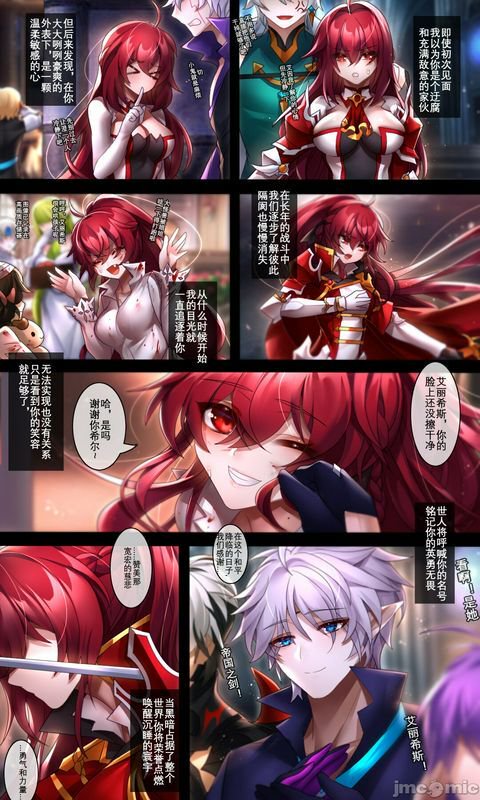 即使初次见面
我以为你是个迂腐
和充满敌意的家伙
但后来发现，在你
大大咧咧豪爽的
外表下，是一颗
温柔敏感的心
切
小鬼就是麻烦
在长年的战斗中
我们逐步了解彼此
隔阂也慢慢消失
从什么时候开始
我的目光就
一直追逐着你
艾丽希斯，你的
脸上还没擦干净
哈，是吗
谢谢你希尔~
无法实现也没有关系
只是看到你的笑容
就足够了
世人将呼喊你的名号
铭记你的英勇无畏
看啊！是她
在这个和平
降临的日子
我们感谢
帝国之剑！
艾丽希斯！
……赞美那
宽宏的慈悲
当黑暗占据了整个
世界你将荣誉点燃
唤醒沉睡的寰宇
…勇气和力量…
jmcomic